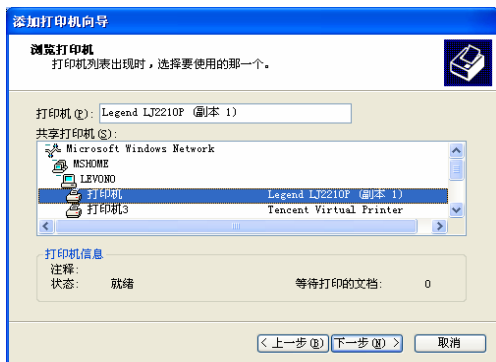 添加打印机向导
浏览打印机
打印机列表出现时，选择要使用的那一个。
打印机(P): Legend LJ2210P (副本 1)
共享打印机(S):
Microsoft Windows Network
MSHOME
LEVONO
打印机 Legend LJ2210P (副本 1)
打印机3 Tencent Virtual Printer
打印机信息
注释:
状态: 就绪 等待打印的文档: 0
< 上一步(B) 下一步(N) > 取消